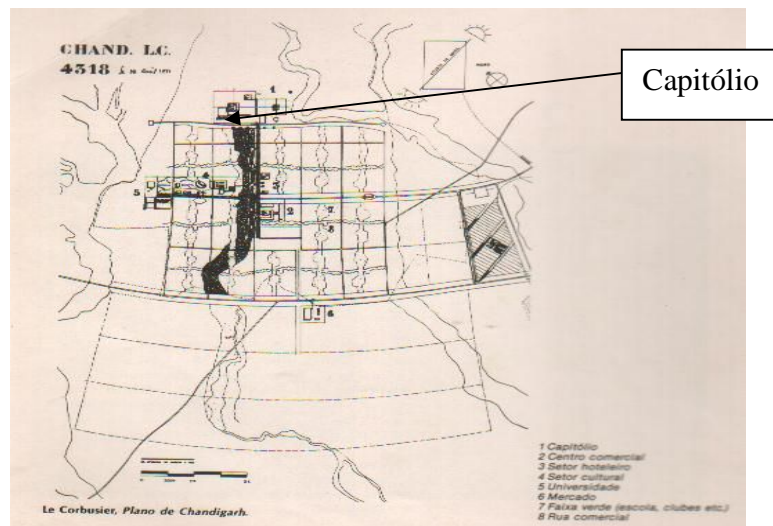 CHAND. L.C.
4318
Capitólio
1
4
5
3
2
7
8
6
1 Capitólio
2 Centro comercial
3 Setor hoteleiro
4 Setor cultural
5 Universidade
6 Mercado
7 Faixa verde (escola, clubes etc.)
8 Rua comercial
Le Corbusier, Plano de Chandigarh.